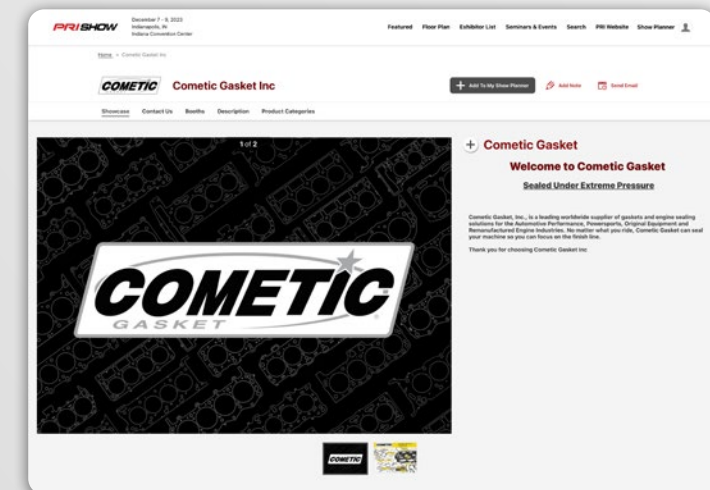 PRI SHOW
December 7 - 9, 2023
Indianapolis, IN
Indiana Convention Center
Featured Floor Plan Exhibitor List Seminars & Events Search PRI Website Show Planner
Home > Cometic Gasket Inc
COMETIC Cometic Gasket Inc
+ Add To My Show Planner Add Note Send Email
Showcase Contact Us Booths Description Product Categories
1 of 2
COMETIC
GASKET
+ Cometic Gasket
Welcome to Cometic Gasket
Sealed Under Extreme Pressure
Cometic Gasket, Inc., is a leading worldwide supplier of gaskets and engine sealing
solutions for the Automotive Performance, Powersports, Original Equipment and
Remanufactured Engine Industries. No matter what you ride, Cometic Gasket can seal
your machine so you can focus on the finish line.
Thank you for choosing Cometic Gasket Inc
COMETIC